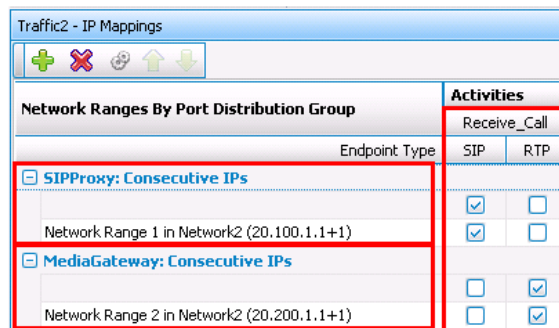 Traffic2 - IP Mappings
Network Ranges By Port Distribution Group
Activities
Receive_Call
Endpoint Type SIP RTP
SIPProxy: Consecutive IPs
Network Range 1 in Network2 (20.100.1.1+1)
MediaGateway: Consecutive IPs
Network Range 2 in Network2 (20.200.1.1+1)